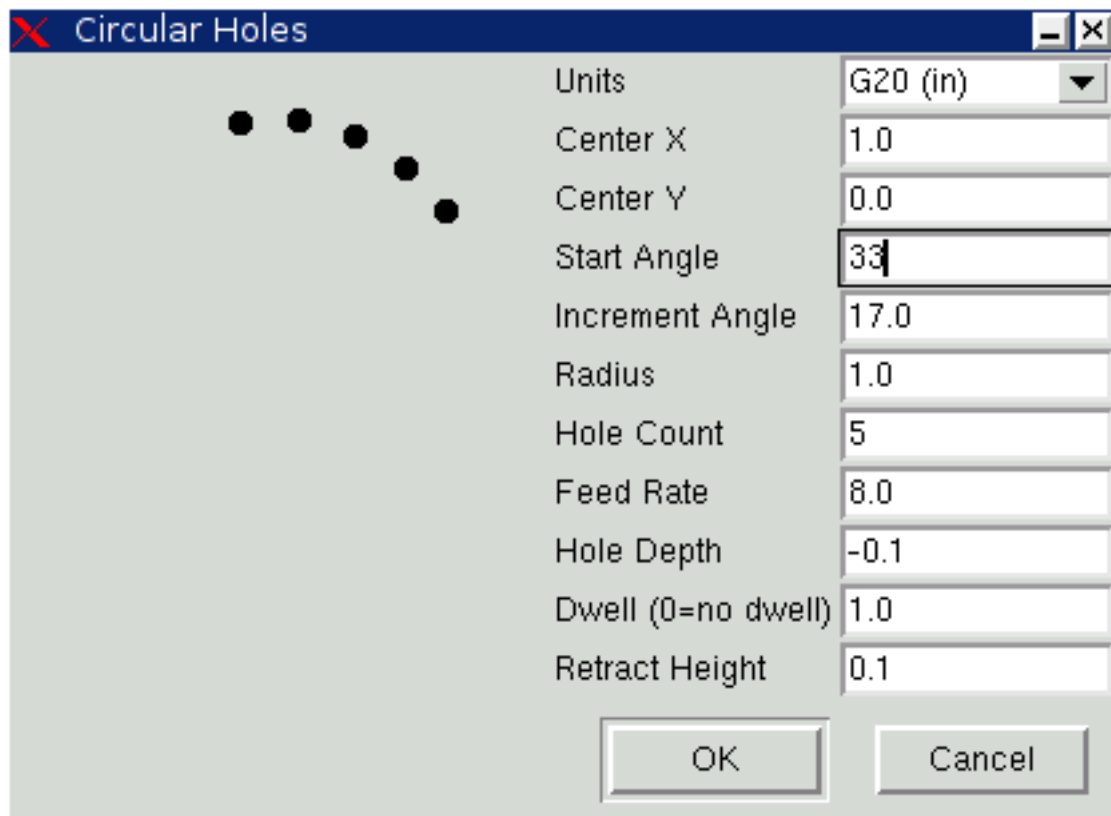 Circular Holes
Units G20 (in)
Center X 1.0
Center Y 0.0
Start Angle 33
Increment Angle 17.0
Radius 1.0
Hole Count 5
Feed Rate 8.0
Hole Depth -0.1
Dwell (0=no dwell) 1.0
Retract Height 0.1
OK Cancel